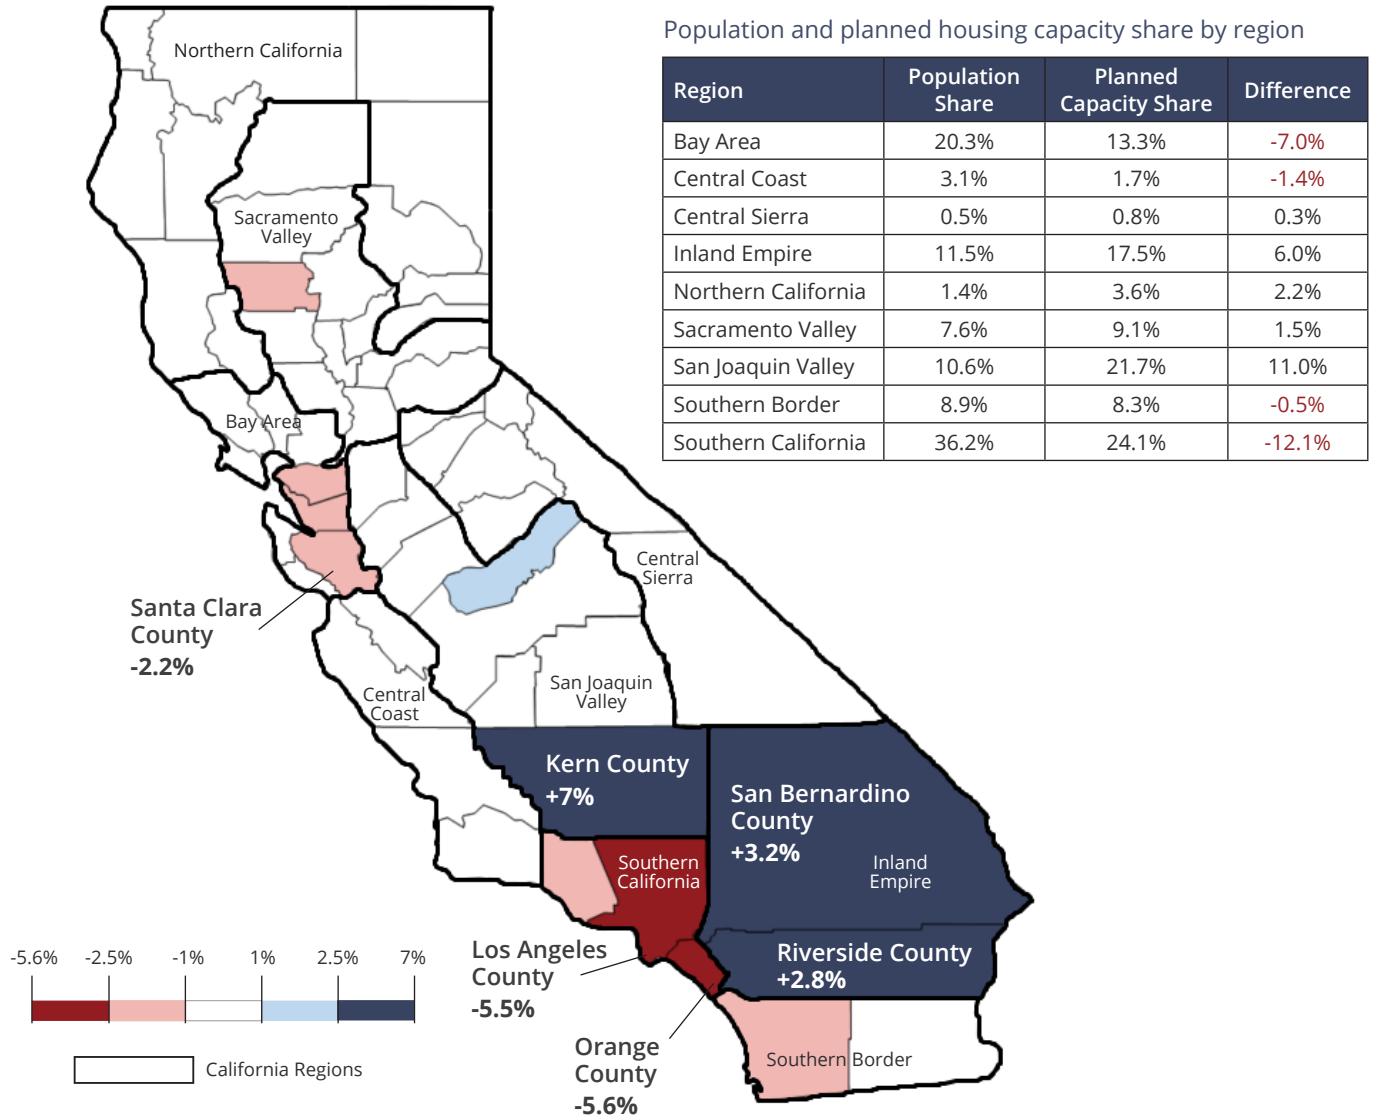 Population and planned housing capacity share by region
Region
Population
Share
Planned
Capacity Share
Difference
Bay Area 20.3% 13.3% -7.0%
Central Coast 3.1% 1.7% -1.4%
Central Sierra 0.5% 0.8% 0.3%
Inland Empire 11.5% 17.5% 6.0%
Northern California 1.4% 3.6% 2.2%
Sacramento Valley 7.6% 9.1% 1.5%
San Joaquin Valley 10.6% 21.7% 11.0%
Southern Border 8.9% 8.3% -0.5%
Southern California 36.2% 24.1% -12.1%
Northern California
Sacramento
Valley
Bay Area
Central
Sierra
Santa Clara
County
-2.2%
Central
Coast
San Joaquin
Valley
Kern County
+7%
San Bernardino
County
+3.2%
Inland
Empire
Southern
California
Los Angeles
County
-5.5%
Riverside County
+2.8%
Orange
County
-5.6%
Southern Border
-5.6% -2.5% -1% 1% 2.5% 7%
California Regions